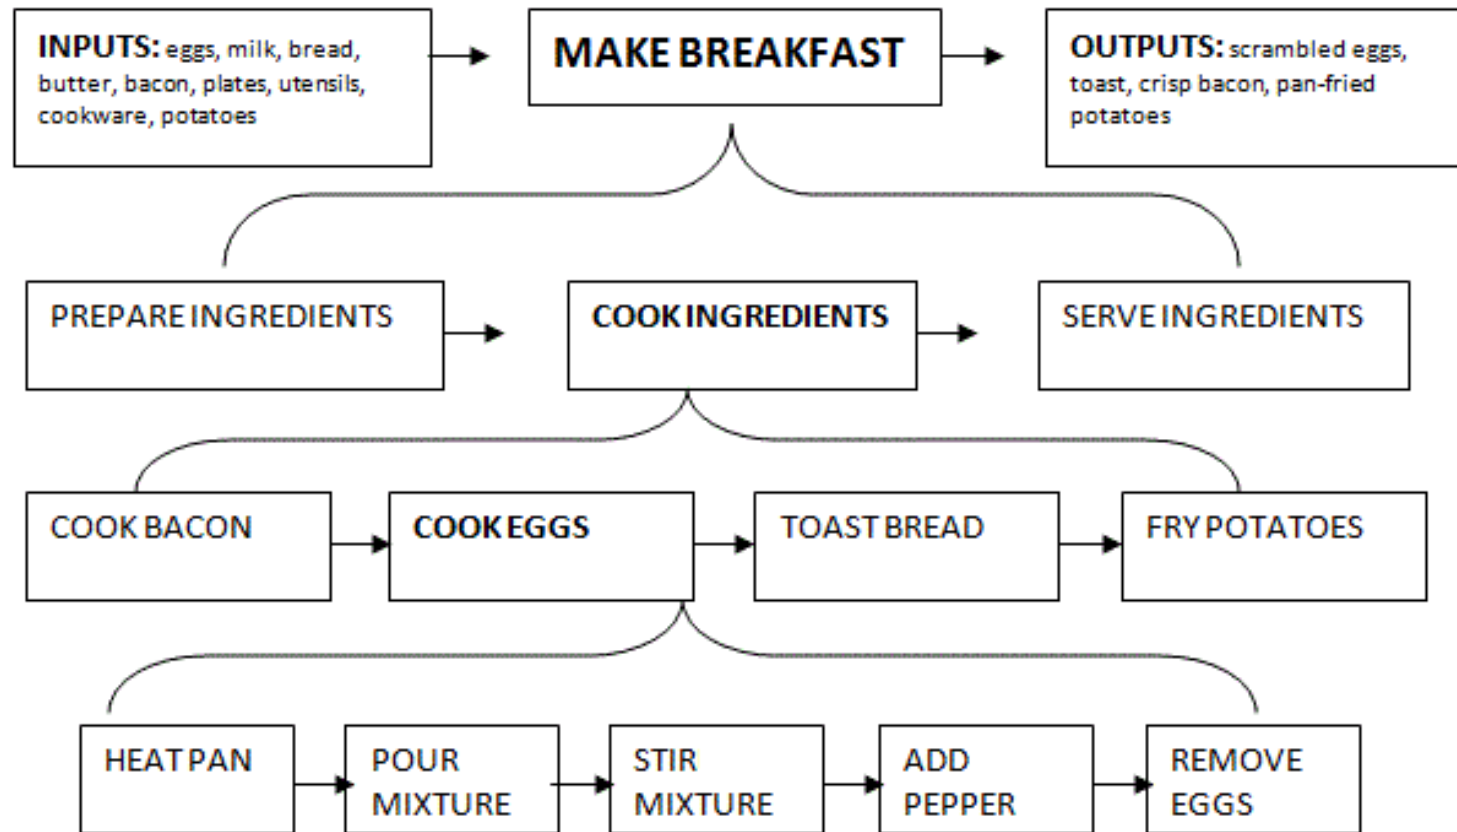 INPUTS: eggs, milk, bread,
butter, bacon, plates, utensils,
cookware, potatoes
MAKE BREAKFAST
OUTPUTS: scrambled eggs,
toast, crisp bacon, pan-fried
potatoes
PREPARE INGREDIENTS
COOK INGREDIENTS
SERVE INGREDIENTS
COOK BACON
COOK EGGS
TOAST BREAD
FRY POTATOES
HEAT PAN
POUR
MIXTURE
STIR
MIXTURE
ADD
PEPPER
REMOVE
EGGS